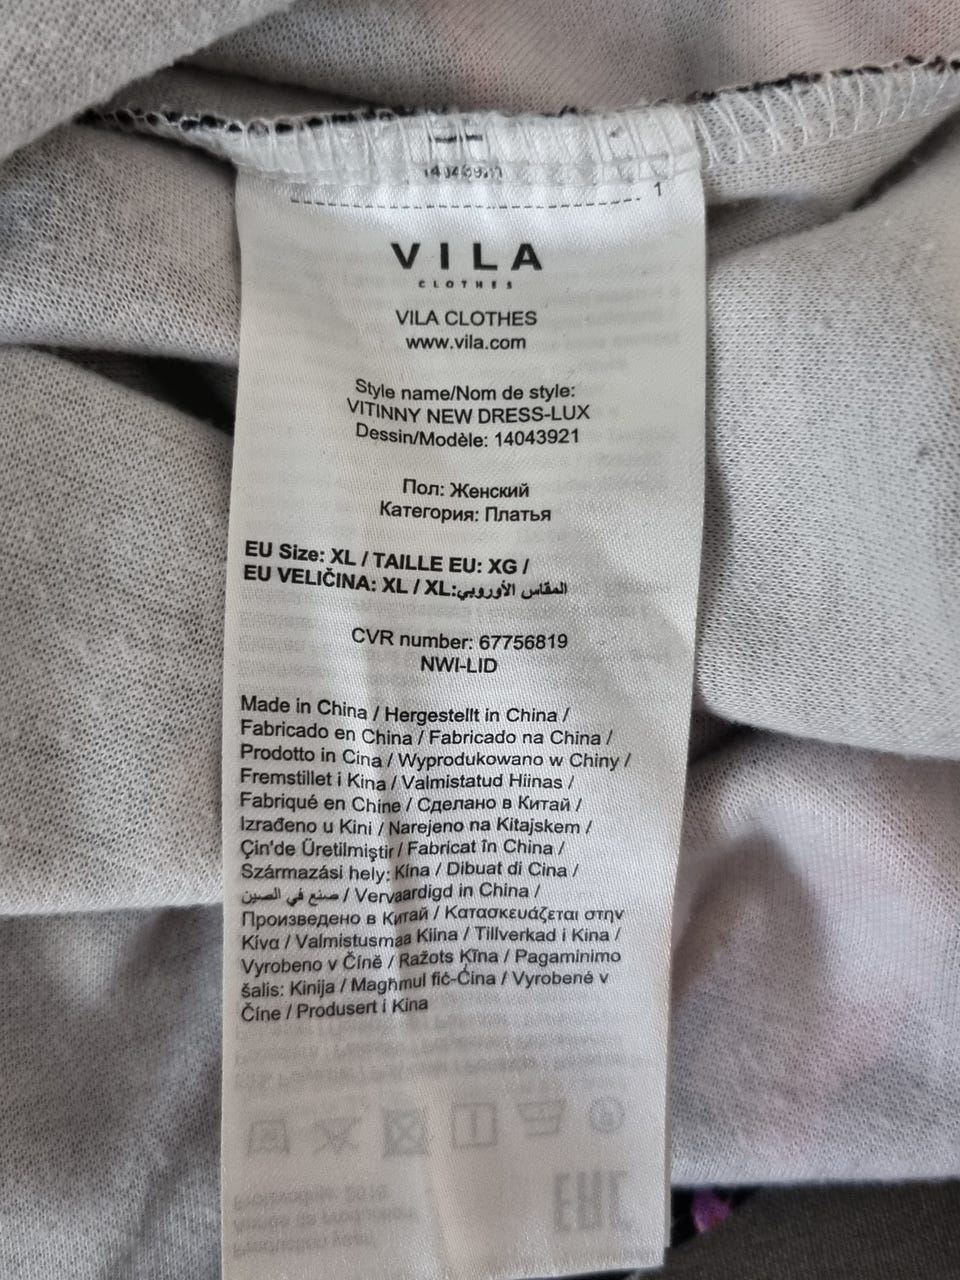 1
VILA
CLOTHES
VILA CLOTHES
www.vila.com
Style name/Nom de style:
VITINNY NEW DRESS-LUX
Dessin/Modèle: 14043921
Пол: Женский
Категория: Платья
EU Size: XL / TAILLE EU: XG /
EU VELIČINA: XL / XL:المقاس الأوروبي
CVR number: 67756819
NWI-LID
Made in China / Hergestellt in China /
Fabricado en China / Fabricado na China /
Prodotto in Cina / Wyprodukowano w Chiny /
Fremstillet i Kina / Valmistatud Hiinas /
Fabriqué en Chine / Сделано в Китай /
Izrađeno u Kini / Narejeno na Kitajskem /
Çin'de Üretilmiştir / Fabricat în China /
Származási hely: Kína / Dibuat di Cina /
صنع في الصين / Vervaardigd in China /
Произведено в Китай / Κατασκευάζεται στην
Κίνα / Valmistusmaa Kiina / Tillverkad i Kina /
Vyrobeno v Číně / Ražots Ķīna / Pagaminimo
šalis: Kinija / Magħmul fiċ-Ċina / Vyrobené v
Číne / Produsert i Kina